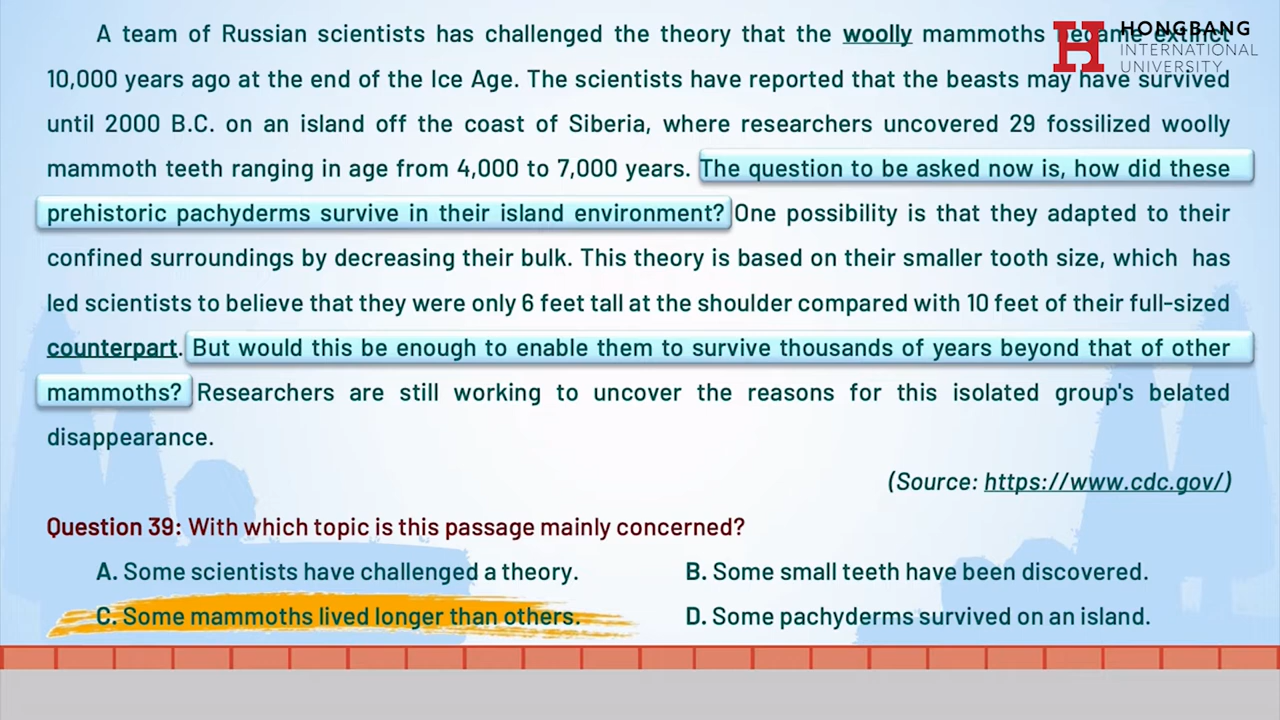 A team of Russian scientists has challenged the theory that the woolly mammoths became extinct
10,000 years ago at the end of the Ice Age. The scientists have reported that the beasts may have survived
until 2000 B.C. on an island off the coast of Siberia, where researchers uncovered 29 fossilized woolly
mammoth teeth ranging in age from 4,000 to 7,000 years. The question to be asked now is, how did these
prehistoric pachyderms survive in their island environment? One possibility is that they adapted to their
confined surroundings by decreasing their bulk. This theory is based on their smaller tooth size, which has
led scientists to believe that they were only 6 feet tall at the shoulder compared with 10 feet of their full-sized
counterpart. But would this be enough to enable them to survive thousands of years beyond that of other
mammoths? Researchers are still working to uncover the reasons for this isolated group's belated
disappearance.
(Source: https://www.cdc.gov/)
Question 39: With which topic is this passage mainly concerned?
A. Some scientists have challenged a theory.
B. Some small teeth have been discovered.
C. Some mammoths lived longer than others.
D. Some pachyderms survived on an island.
HONGBANG
INTERNATIONAL
UNIVERSITY